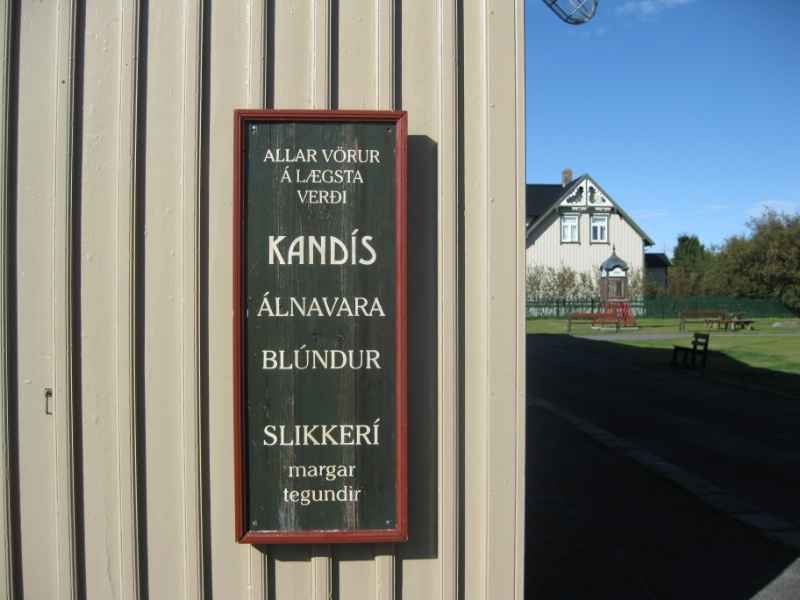 ALLAR VÖRUR
Á LÆGSTA
VERÐI
KANDÍS
ÁLNAVARA
BLÚNDUR
SLIKKERÍ
margar
tegundir